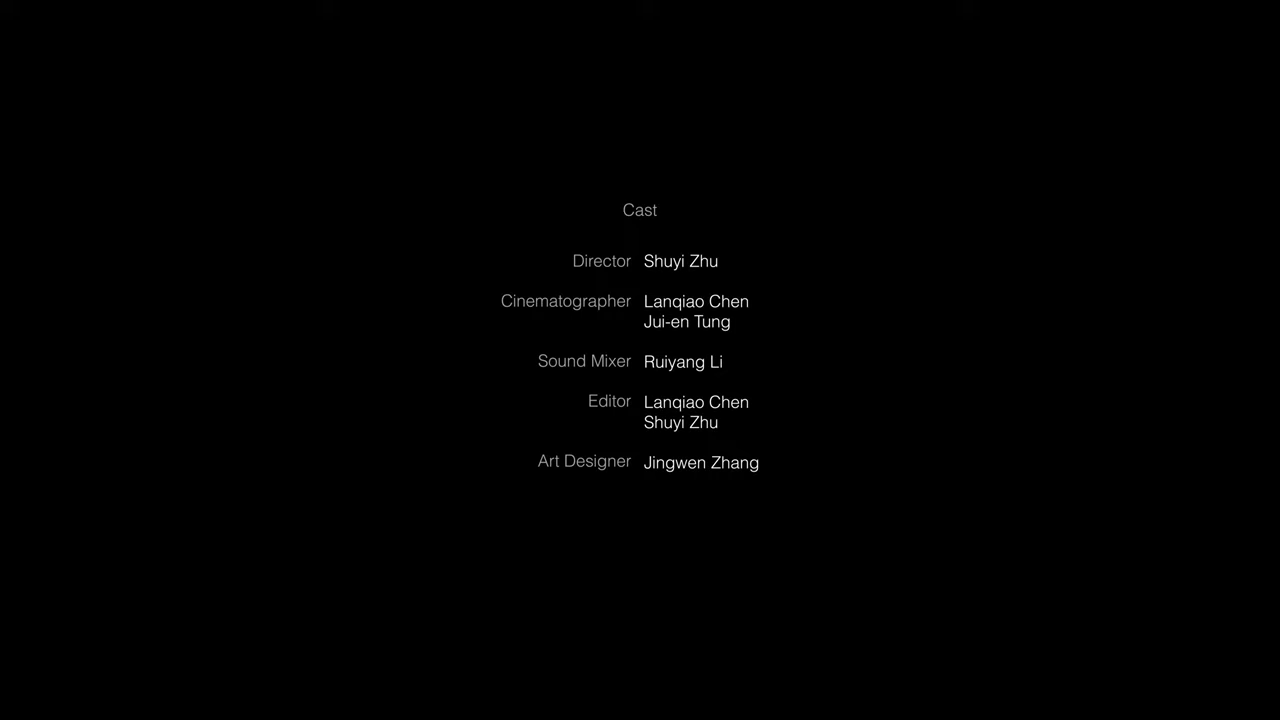 Cast
Director Shuyi Zhu
Cinematographer Lanqiao Chen
Jui-en Tung
Sound Mixer Ruiyang Li
Editor Lanqiao Chen
Shuyi Zhu
Art Designer Jingwen Zhang